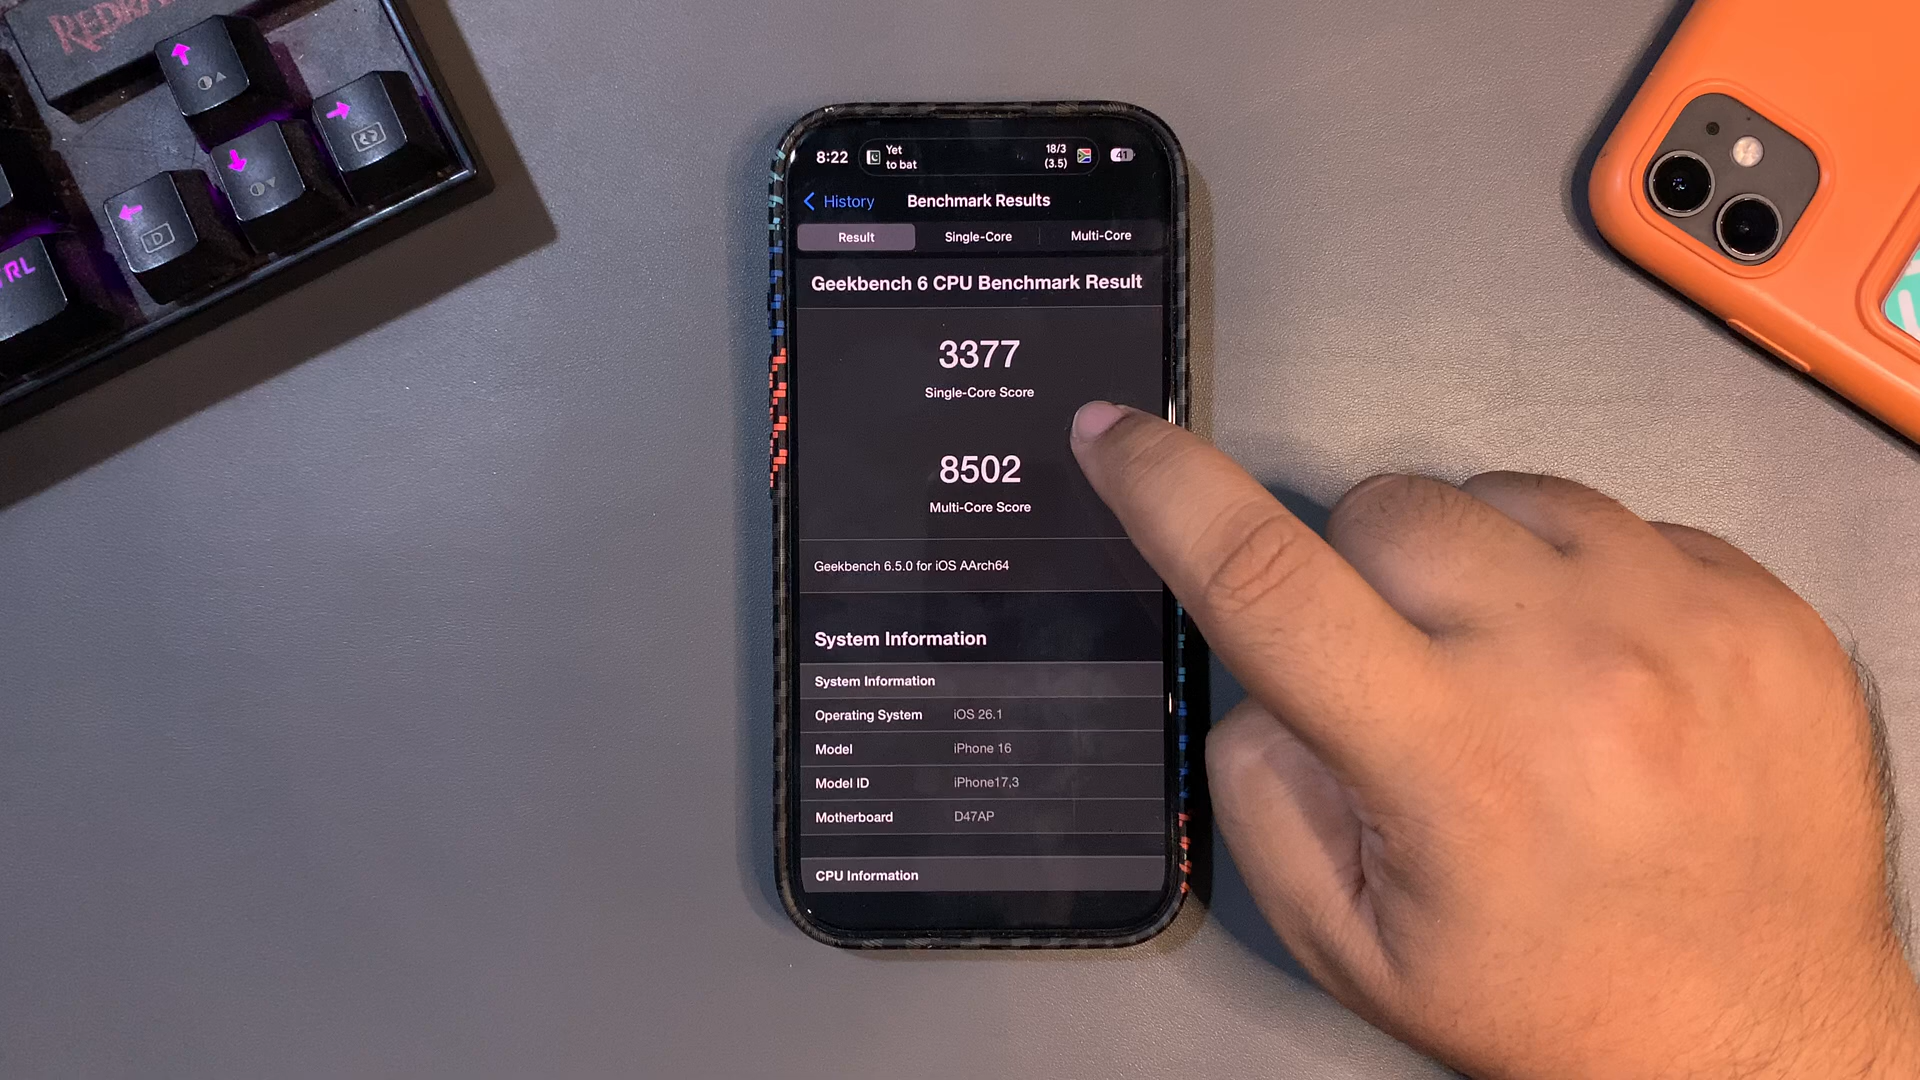 REDRA
D
RL
8:22
Yet
to bat
18/3
(3.5)
41
History
Benchmark Results
Result
Single-Core
Multi-Core
Geekbench 6 CPU Benchmark Result
3377
Single-Core Score
8502
Multi-Core Score
Geekbench 6.5.0 for iOS AArch64
System Information
System Information
Operating System iOS 26.1
Model iPhone 16
Model ID iPhone17,3
Motherboard D47AP
CPU Information